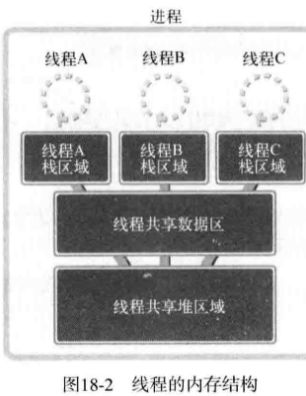 进程
线程A 线程B 线程C
线程A 线程B 线程C
栈区域 栈区域 栈区域
线程共享数据区
线程共享堆区域
图18-2 线程的内存结构